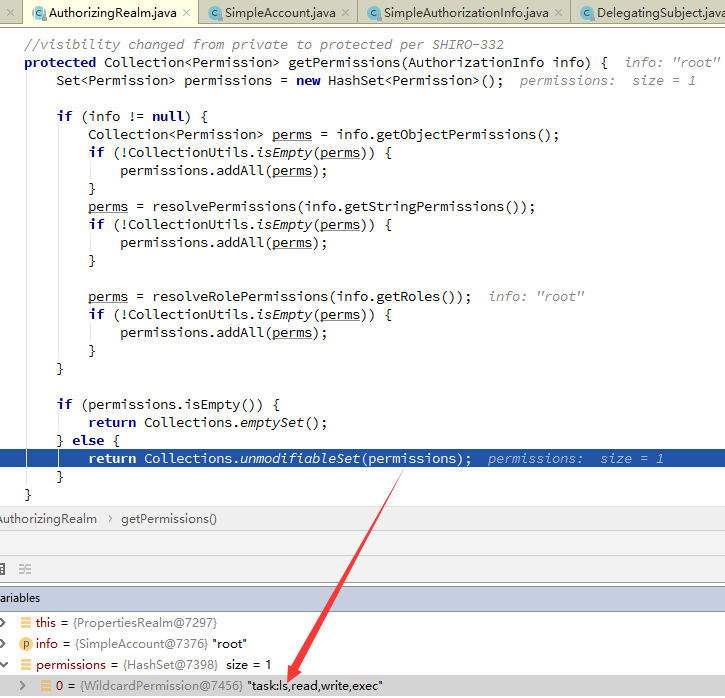 AuthorizingRealm.java × SimpleAccount.java × SimpleAuthorizationInfo.java × DelegatingSubject.java
//visibility changed from private to protected per SHIRO-332
protected Collection<Permission> getPermissions(AuthorizationInfo info) { info: "root"
Set<Permission> permissions = new HashSet<Permission>(); permissions: size = 1
if (info != null) {
Collection<Permission> perms = info.getObjectPermissions();
if (!CollectionUtils.isEmpty(perms)) {
permissions.addAll(perms);
}
perms = resolvePermissions(info.getStringPermissions());
if (!CollectionUtils.isEmpty(perms)) {
permissions.addAll(perms);
}
perms = resolveRolePermissions(info.getRoles()); info: "root"
if (!CollectionUtils.isEmpty(perms)) {
permissions.addAll(perms);
}
}
if (permissions.isEmpty()) {
return Collections.emptySet();
} else {
return Collections.unmodifiableSet(permissions); permissions: size = 1
}
}
AuthorizingRealm › getPermissions()
ariables
this = {PropertiesRealm@7297}
p info = {SimpleAccount@7376} "root"
permissions = {HashSet@7398} size = 1
0 = {WildcardPermission@7456} "task:ls,read,write,exec"